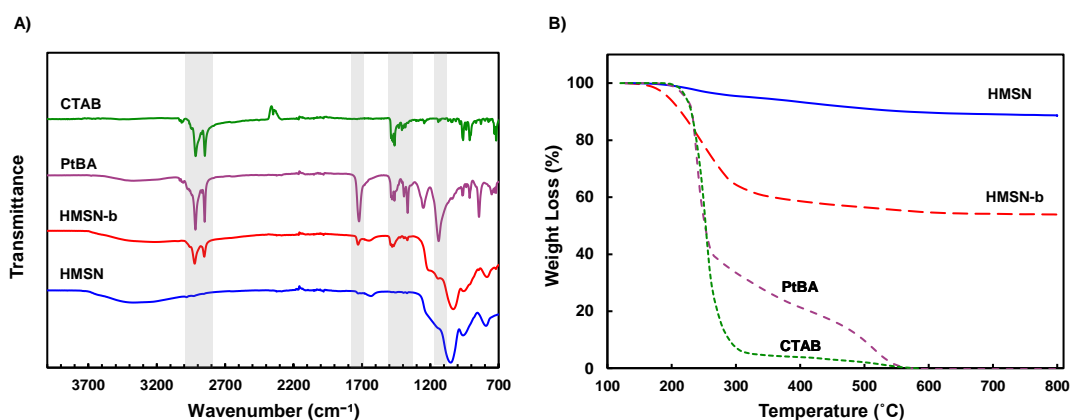 A)
CTAB
PtBA
HMSN-b
HMSN
Transmittance
3700 3200 2700 2200 1700 1200 700
Wavenumber (cm⁻¹)
B)
HMSN
HMSN-b
PtBA
CTAB
Weight Loss (%)
100
80
60
40
20
0
100 200 300 400 500 600 700 800
Temperature (˚C)